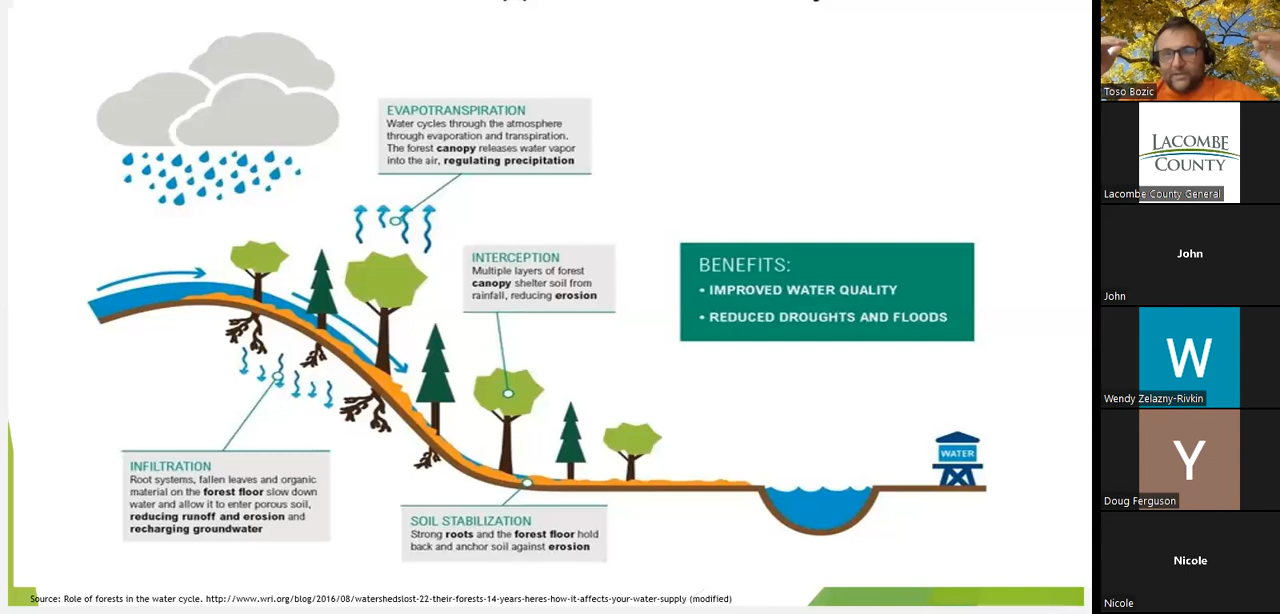 EVAPOTRANSPIRATION
Water cycles through the atmosphere
through evaporation and transpiration.
The forest canopy releases water vapor
into the air, regulating precipitation
INTERCEPTION
Multiple layers of forest
canopy shelter soil from
rainfall, reducing erosion
BENEFITS:
• IMPROVED WATER QUALITY
• REDUCED DROUGHTS AND FLOODS
WATER
INFILTRATION
Root systems, fallen leaves and organic
material on the forest floor slow down
water and allow it to enter porous soil,
reducing runoff and erosion and
recharging groundwater
SOIL STABILIZATION
Strong roots and the forest floor hold
back and anchor soil against erosion
Source: Role of forests in the water cycle. http://www.wri.org/blog/2016/08/watershedslost-22-their-forests-14-years-heres-how-it-affects-your-water-supply (modified)
Toso Bozic
LACOMBE
COUNTY
Lacombe County General
John
John
W
Wendy Zelazny-Rivkin
Y
Doug Ferguson
Nicole
Nicole